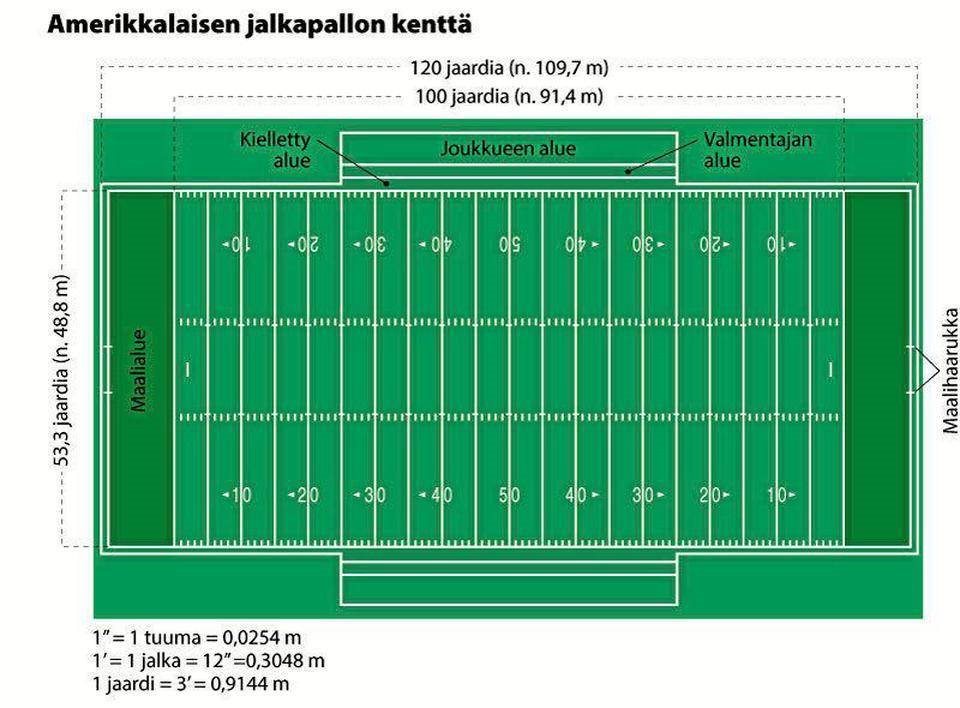 Amerikkalaisen jalkapallon kenttä
120 jaardia (n. 109,7 m)
100 jaardia (n. 91,4 m)
Kielletty
alue
Joukkueen alue
Valmentajan
alue
10 20 30 40 50 40 30 20 10
53,3 jaardia (n. 48,8 m)
Maalialue
Maalihaarukka
10 20 30 40 50 40 30 20 10
1” = 1 tuuma = 0,0254 m
1’ = 1 jalka = 12” =0,3048 m
1 jaardi = 3’ = 0,9144 m